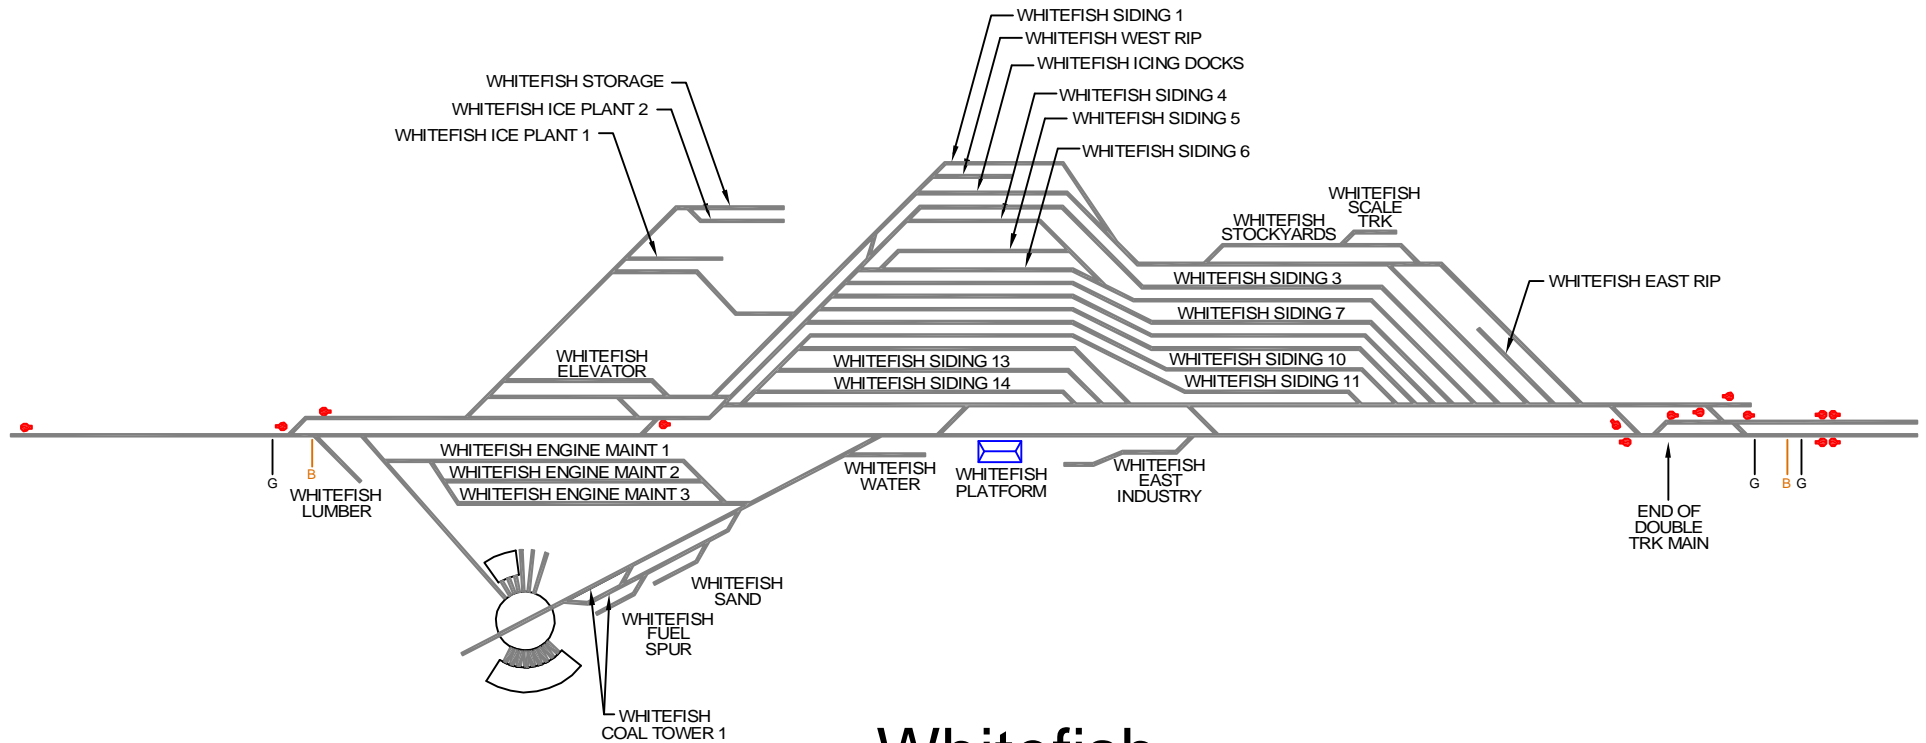 WHITEFISH SIDING 1
WHITEFISH WEST RIP
WHITEFISH ICING DOCKS
WHITEFISH STORAGE
WHITEFISH ICE PLANT 2
WHITEFISH ICE PLANT 1
WHITEFISH SIDING 4
WHITEFISH SIDING 5
WHITEFISH SIDING 6
WHITEFISH
SCALE
TRK
WHITEFISH
STOCKYARDS
WHITEFISH SIDING 3
WHITEFISH EAST RIP
WHITEFISH SIDING 7
WHITEFISH
ELEVATOR
WHITEFISH SIDING 13
WHITEFISH SIDING 10
WHITEFISH SIDING 14
WHITEFISH SIDING 11
WHITEFISH ENGINE MAINT 1
WHITEFISH ENGINE MAINT 2
WHITEFISH ENGINE MAINT 3
G
B
WHITEFISH
LUMBER
WHITEFISH
WATER
WHITEFISH
PLATFORM
WHITEFISH
EAST
INDUSTRY
END OF
DOUBLE
TRK MAIN
G
B
G
WHITEFISH
SAND
WHITEFISH
FUEL
SPUR
WHITEFISH
COAL TOWER 1
Whitefish